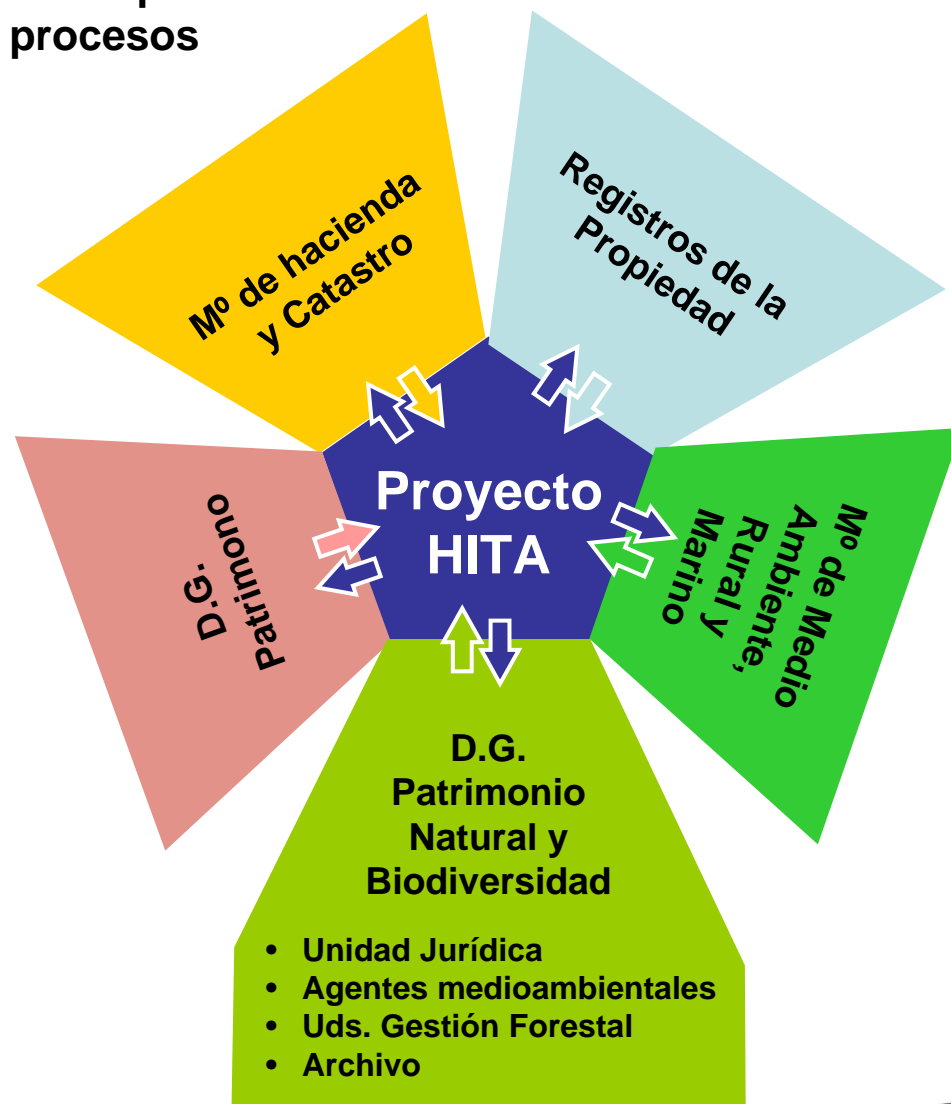 procesos
Mº de hacienda
y Catastro
Registros de la
Propiedad
Proyecto
HITA
D.G.
Patrimono
Mº de Medio
Ambiente,
Rural y
Marino
D.G.
Patrimonio
Natural y
Biodiversidad
• Unidad Jurídica
• Agentes medioambientales
• Uds. Gestión Forestal
• Archivo